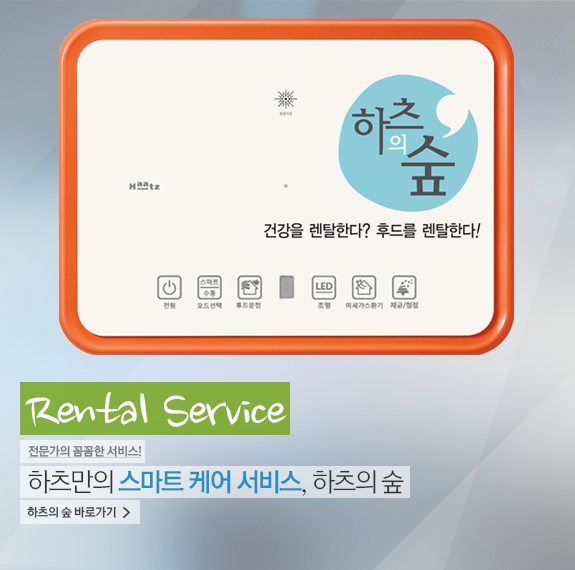 하츠
의
숲
Haatz
건강을 렌탈한다? 후드를 렌탈한다!
스마트
수동
LED
전원
모드선택
후드운전
조명
미세가스환기
제균/청정
Rental Service
전문가의 꼼꼼한 서비스!
하츠만의 스마트 케어 서비스, 하츠의 숲
하츠의 숲 바로가기 >